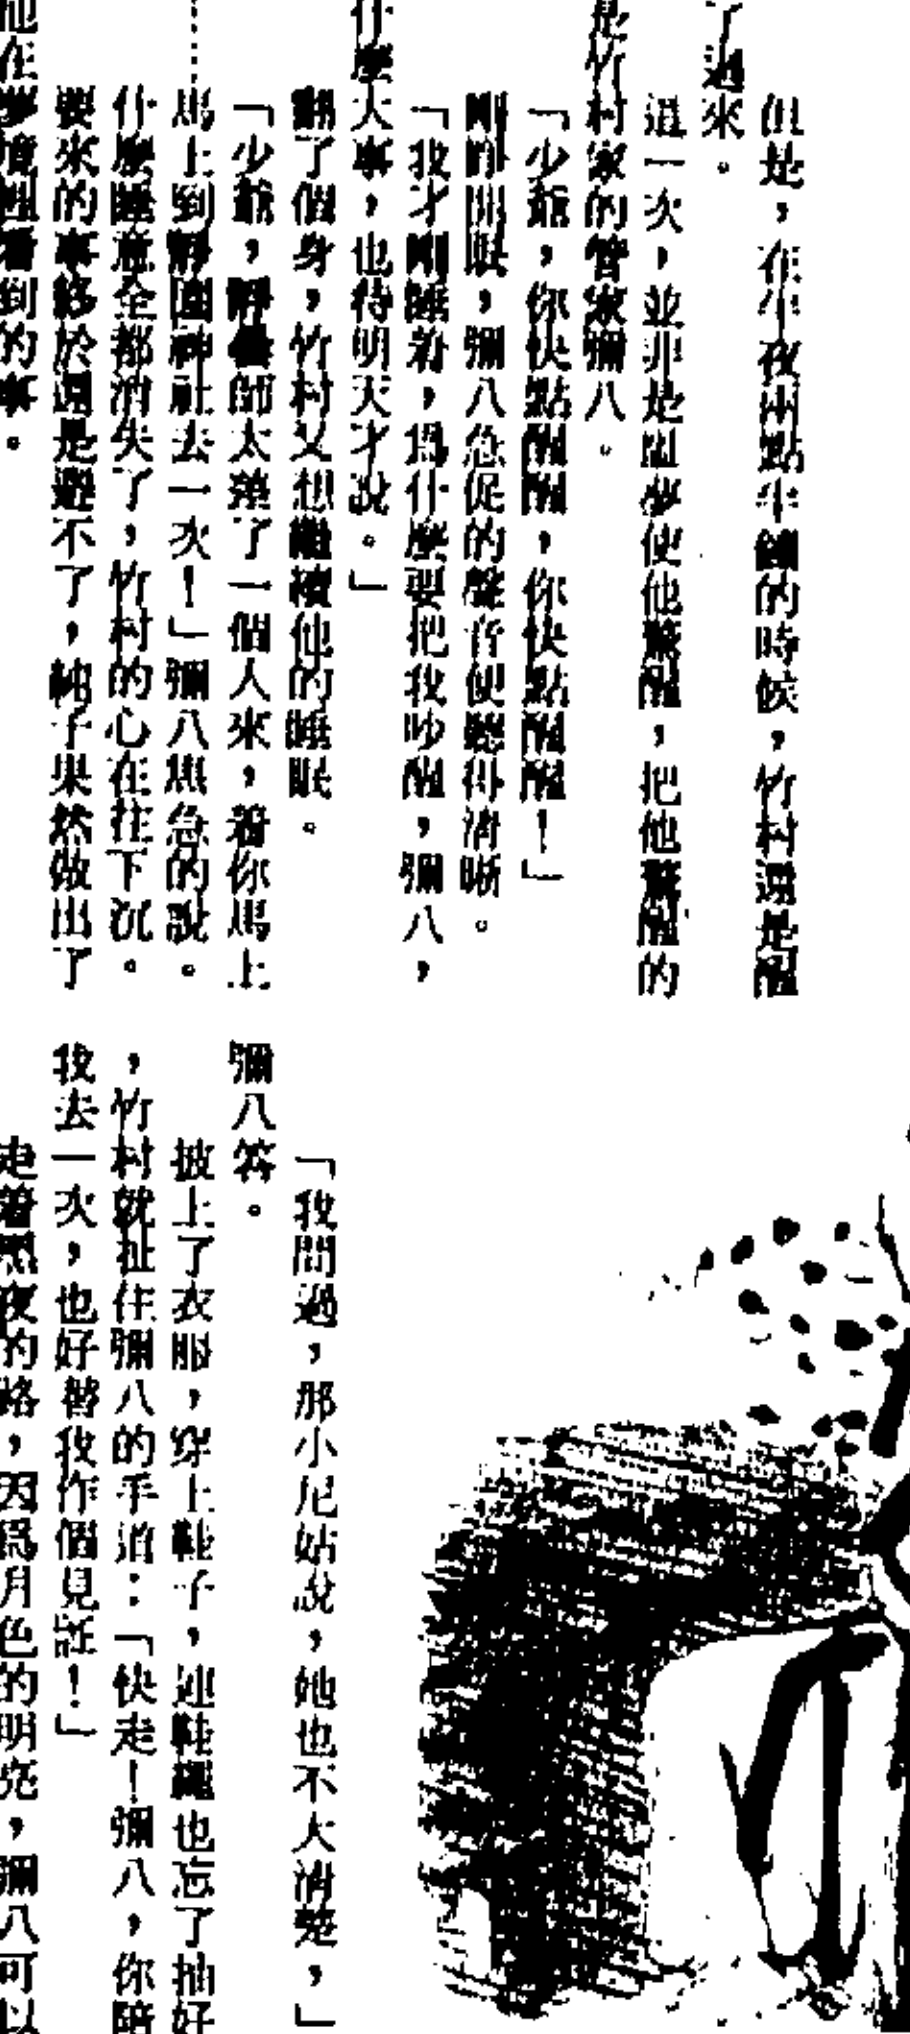 但是，在半夜兩點半鐘的時候，竹村還是醒
了過來。
這一次，並非是噩夢使他驚醒，把他驚醒的
是竹村家的管家彌八。
「少爺，你快點醒醒，你快點醒醒！」
剛睜開眼，彌八急促的聲音便聽得清晰。
「我才剛睡着，爲什麼要把我吵醒，彌八，
什麼大事，也待明天才說。」
翻了個身，竹村又想繼續他的睡眠。
「少爺，靜師太差了一個人來，着你馬上
……馬上到靜園神社去一次！」彌八焦急的說。
什麼睡意全都消失了，竹村的心在往下沉。
要來的事終於還是避不了，純子果然做出了
他在夢境裡看到的事。
「我問過，那小尼姑說，她也不大清楚，」
彌八答。
披上了衣服，穿上鞋子，連鞋繩也忘了抽好
，竹村就扯住彌八的手道：「快走！彌八，你陪
我去一次，也好替我作個見証！」
走着黑夜的路，因爲月色的明亮，彌八可以